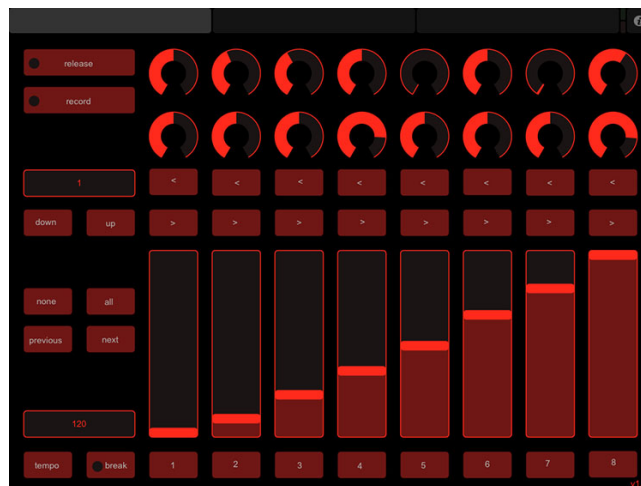 i
release
record
1
< < < < < < < <
down up
> > > > > > > >
none all
previous next
120
tempo break 1 2 3 4 5 6 7 8